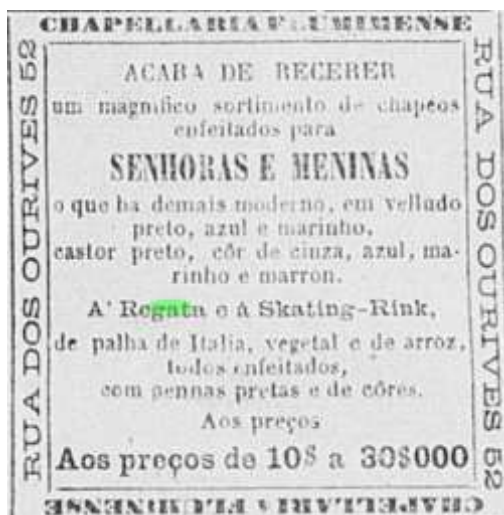 CHAPELLARIA FLUMINENSE
RUA DOS OURIVES 52
ACABA DE RECEBER
um magnifico sortimento de chapeos
enfeitados para
SENHORAS E MENINAS
o que ha demais moderno, em velludo
preto, azul e marinho,
castor preto, côr de cinza, azul, ma-
rinho e marron.
A' Regata e á Skating-Rink,
de palha de Italia, vegetal e de arroz,
todos enfeitados,
com pennas pretas e de côres.
Aos preços
Aos preços de 10$ a 30$000
RUA DOS OURIVES 52
CHAPELLARIA FLUMINENSE